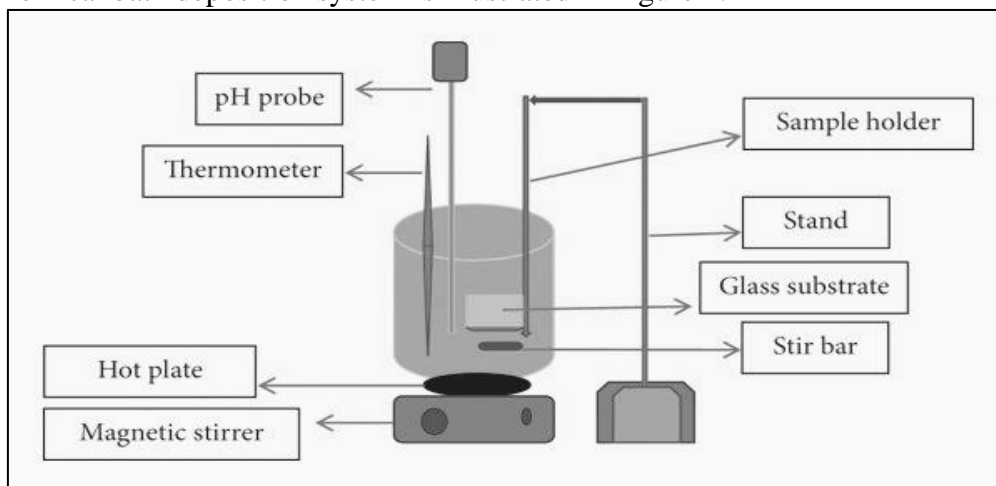 pH probe
Thermometer
Hot plate
Magnetic stirrer
Sample holder
Stand
Glass substrate
Stir bar